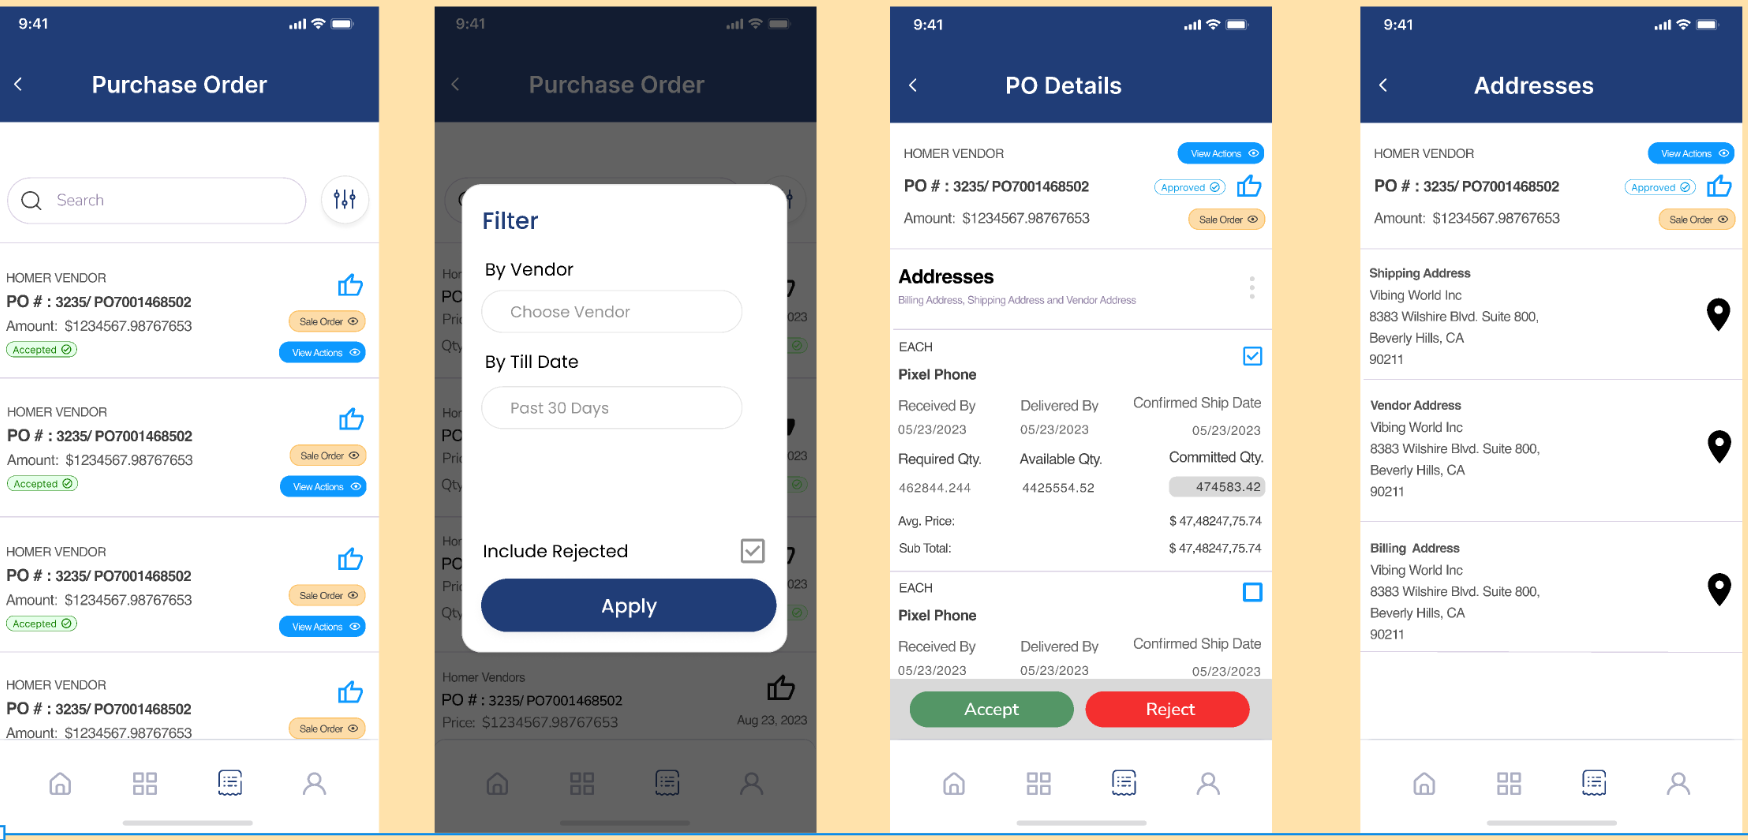 9:41
Purchase Order
Search
HOMER VENDOR
PO # : 3235/ PO7001468502
Amount: $1234567.98767653
Sale Order
Accepted
View Actions
HOMER VENDOR
PO # : 3235/ PO7001468502
Amount: $1234567.98767653
Sale Order
Accepted
View Actions
HOMER VENDOR
PO # : 3235/ PO7001468502
Amount: $1234567.98767653
Sale Order
Accepted
View Actions
HOMER VENDOR
PO # : 3235/ PO7001468502
Amount: $1234567.98767653
Sale Order
9:41
Purchase Order
Filter
By Vendor
Choose Vendor
By Till Date
Past 30 Days
Include Rejected
Apply
Homer Vendors
PO # : 3235/ PO7001468502
Price: $1234567.98767653
Aug 23, 2023
9:41
PO Details
HOMER VENDOR
View Actions
PO # : 3235/ PO7001468502
Approved
Amount: $1234567.98767653
Sale Order
Addresses
Billing Address, Shipping Address and Vendor Address
EACH
Pixel Phone
Received By Delivered By Confirmed Ship Date
05/23/2023 05/23/2023 05/23/2023
Required Qty. Available Qty. Committed Qty.
462844.244 4425554.52 474583.42
Avg. Price: $ 47,48247,75.74
Sub Total: $ 47,48247,75.74
EACH
Pixel Phone
Received By Delivered By Confirmed Ship Date
05/23/2023 05/23/2023 05/23/2023
Accept Reject
9:41
Addresses
HOMER VENDOR
View Actions
PO # : 3235/ PO7001468502
Approved
Amount: $1234567.98767653
Sale Order
Shipping Address
Vibing World Inc
8383 Wilshire Blvd. Suite 800,
Beverly Hills, CA
90211
Vendor Address
Vibing World Inc
8383 Wilshire Blvd. Suite 800,
Beverly Hills, CA
90211
Billing Address
Vibing World Inc
8383 Wilshire Blvd. Suite 800,
Beverly Hills, CA
90211